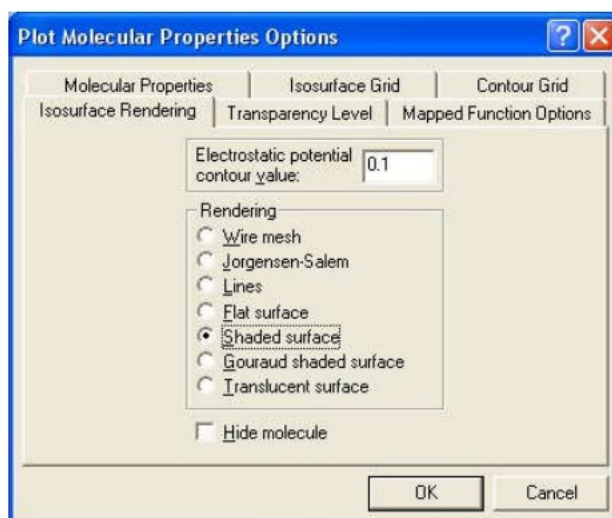 Plot Molecular Properties Options
Molecular Properties Isosurface Grid Contour Grid
Isosurface Rendering Transparency Level Mapped Function Options
Electrostatic potential
contour value: 0.1
Rendering
Wire mesh
Jorgensen-Salem
Lines
Flat surface
Shaded surface
Gouraud shaded surface
Translucent surface
Hide molecule
OK Cancel